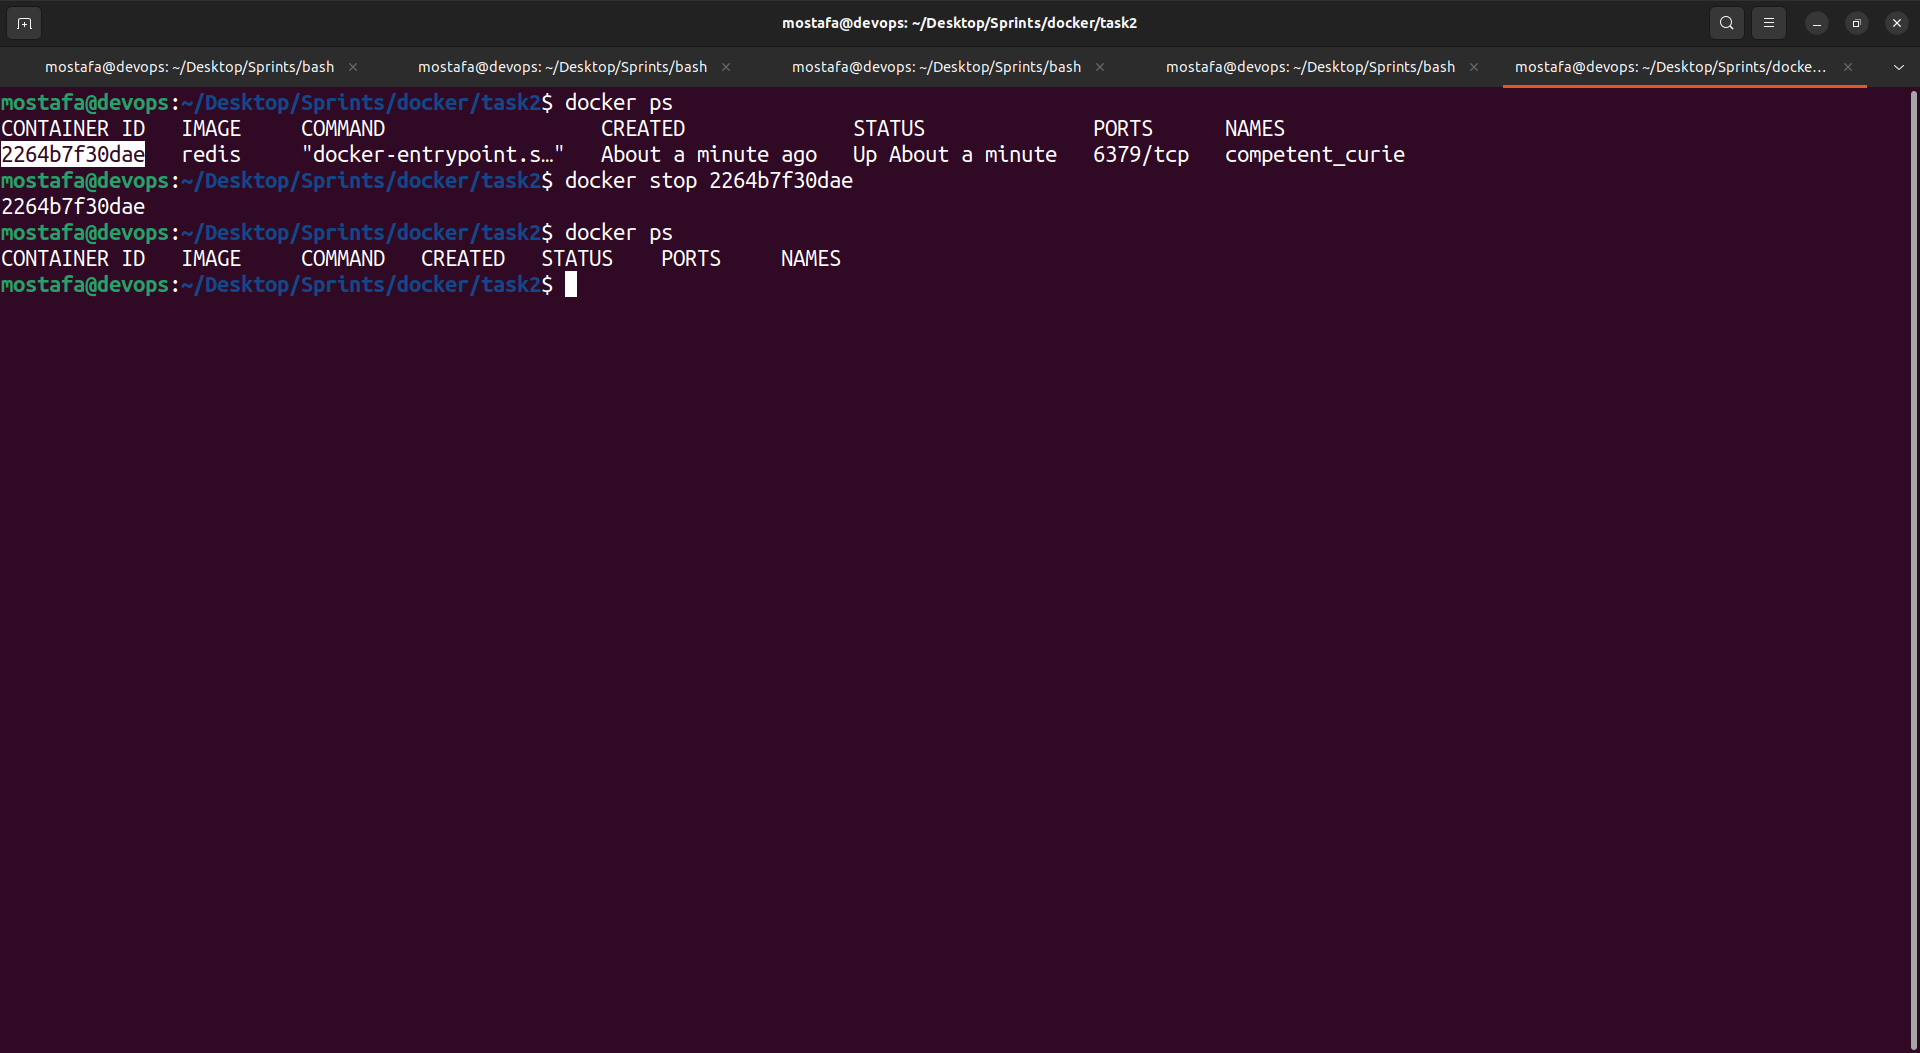 mostafa@devops: ~/Desktop/Sprints/docker/task2
mostafa@devops: ~/Desktop/Sprints/bash × mostafa@devops: ~/Desktop/Sprints/bash × mostafa@devops: ~/Desktop/Sprints/bash × mostafa@devops: ~/Desktop/Sprints/bash × mostafa@devops: ~/Desktop/Sprints/docke... ×
mostafa@devops:~/Desktop/Sprints/docker/task2$ docker ps
CONTAINER ID   IMAGE     COMMAND                  CREATED              STATUS              PORTS      NAMES
2264b7f30dae   redis     "docker-entrypoint.s…"   About a minute ago   Up About a minute   6379/tcp   competent_curie
mostafa@devops:~/Desktop/Sprints/docker/task2$ docker stop 2264b7f30dae
2264b7f30dae
mostafa@devops:~/Desktop/Sprints/docker/task2$ docker ps
CONTAINER ID   IMAGE     COMMAND   CREATED   STATUS    PORTS     NAMES
mostafa@devops:~/Desktop/Sprints/docker/task2$